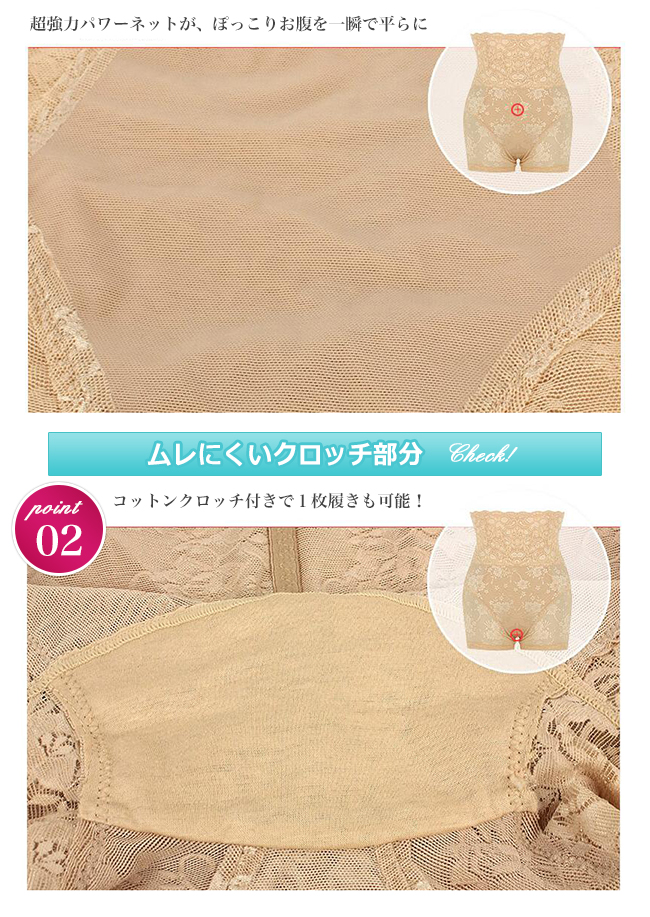 超強力パワーネットが、ぽっこりお腹を一瞬で平らに
ムレにくいクロッチ部分 Check!
point
02
コットンクロッチ付きで１枚履きも可能！